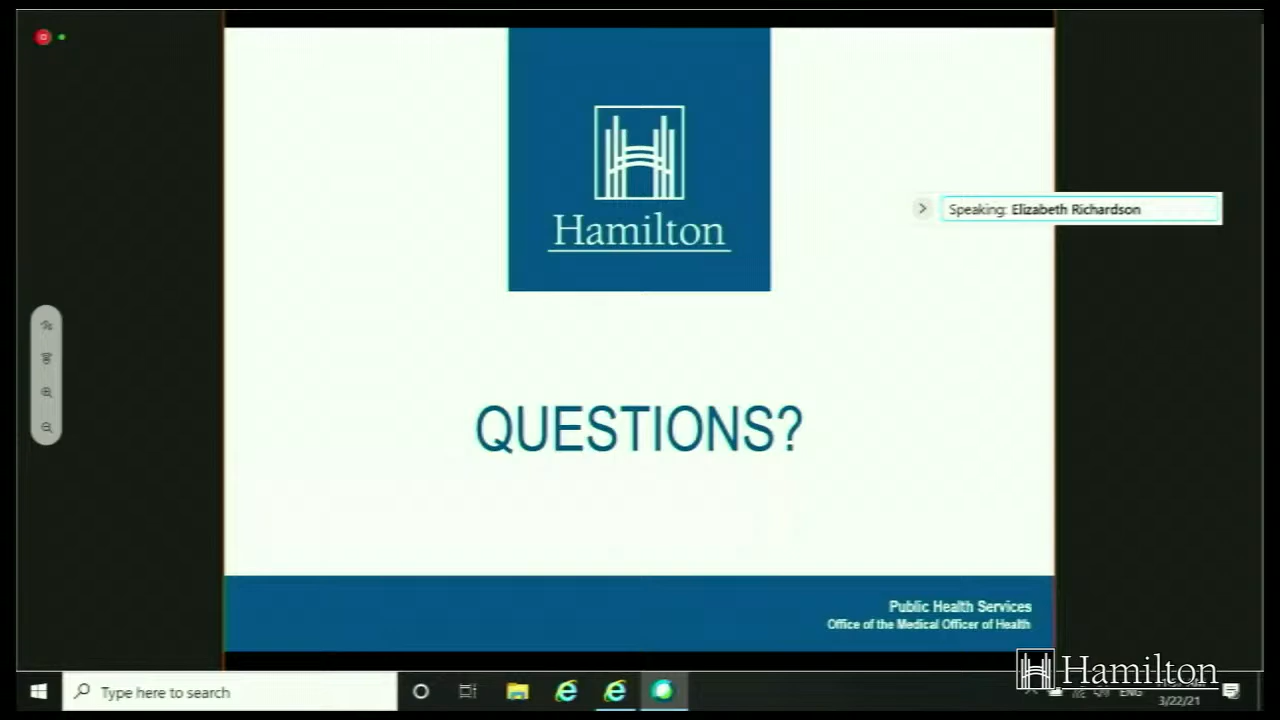 Hamilton
Speaking: Elizabeth Richardson
QUESTIONS?
Public Health Services
Office of the Medical Officer of Health
Hamilton
Type here to search
ENG
3/22/21